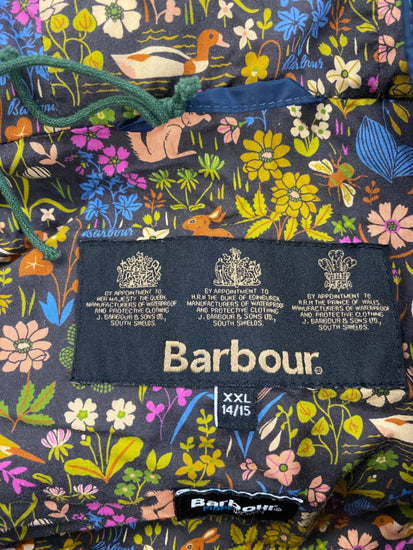 Barbour
Barbour
Barbour
BY APPOINTMENT TO
HER MAJESTY THE QUEEN.
MANUFACTURERS OF WATERPROOF
AND PROTECTIVE CLOTHING
J. BARBOUR & SONS LTD,
SOUTH SHIELDS.
BY APPOINTMENT TO
H.R.H THE DUKE OF EDINBURGH.
MANUFACTURERS OF WATERPROOF
AND PROTECTIVE CLOTHING
J. BARBOUR & SONS LTD,
SOUTH SHIELDS.
BY APPOINTMENT TO
H.R.H. THE PRINCE OF WALES.
MANUFACTURERS OF WATERPROOF
AND PROTECTIVE CLOTHING
J. BARBOUR & SONS LTD,
SOUTH SHIELDS.
Barbour®
XXL
14/15
Barbour